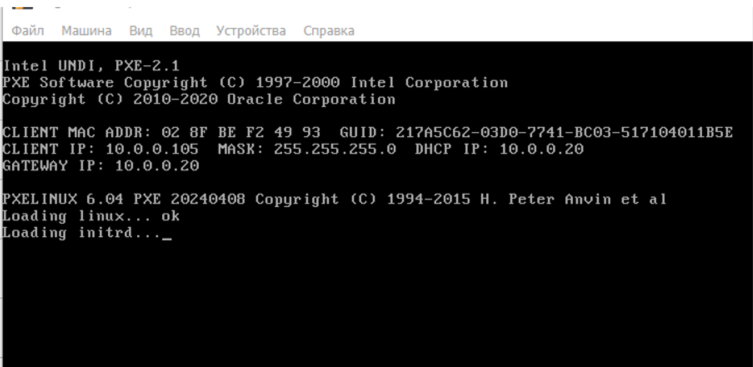 Файл Машина Вид Ввод Устройства Справка
Intel UNDI, PXE-2.1
PXE Software Copyright (C) 1997-2000 Intel Corporation
Copyright (C) 2010-2020 Oracle Corporation
CLIENT MAC ADDR: 02 8F BE F2 49 93 GUID: 217A5C62-03D0-7741-BC03-517104011B5E
CLIENT IP: 10.0.0.105 MASK: 255.255.255.0 DHCP IP: 10.0.0.20
GATEWAY IP: 10.0.0.20
PXELINUX 6.04 PXE 20240408 Copyright (C) 1994-2015 H. Peter Anvin et al
Loading linux... ok
Loading initrd..._